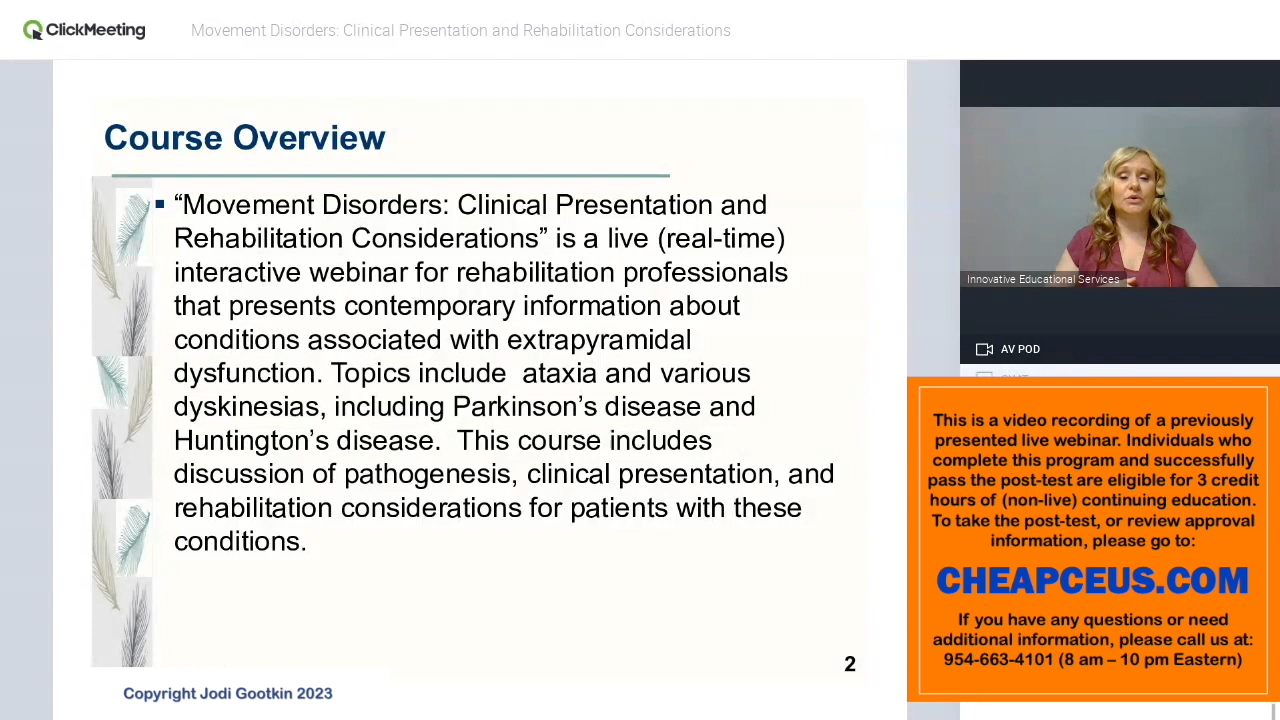 ClickMeeting
Movement Disorders: Clinical Presentation and Rehabilitation Considerations
Course Overview
“Movement Disorders: Clinical Presentation and
Rehabilitation Considerations” is a live (real-time)
interactive webinar for rehabilitation professionals
that presents contemporary information about
conditions associated with extrapyramidal
dysfunction. Topics include  ataxia and various
dyskinesias, including Parkinson’s disease and
Huntington’s disease.  This course includes
discussion of pathogenesis, clinical presentation, and
rehabilitation considerations for patients with these
conditions.
2
Copyright Jodi Gootkin 2023
Innovative Educational Services
AV POD
This is a video recording of a previously
presented live webinar. Individuals who
complete this program and successfully
pass the post-test are eligible for 3 credit
hours of (non-live) continuing education.
To take the post-test, or review approval
information, please go to:
CHEAPCEUS.COM
If you have any questions or need
additional information, please call us at:
954-663-4101 (8 am – 10 pm Eastern)